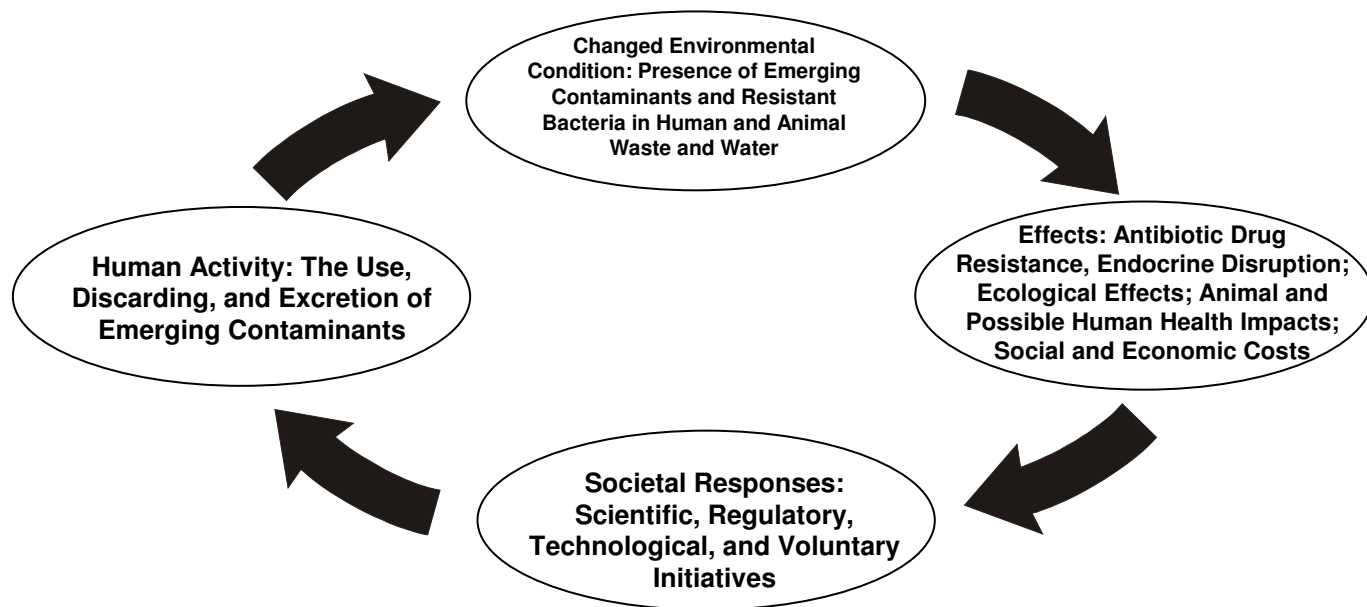 Changed Environmental
Condition: Presence of Emerging
Contaminants and Resistant
Bacteria in Human and Animal
Waste and Water
Effects: Antibiotic Drug
Resistance, Endocrine Disruption;
Ecological Effects; Animal and
Possible Human Health Impacts;
Social and Economic Costs
Societal Responses:
Scientific, Regulatory,
Technological, and Voluntary
Initiatives
Human Activity: The Use,
Discarding, and Excretion of
Emerging Contaminants